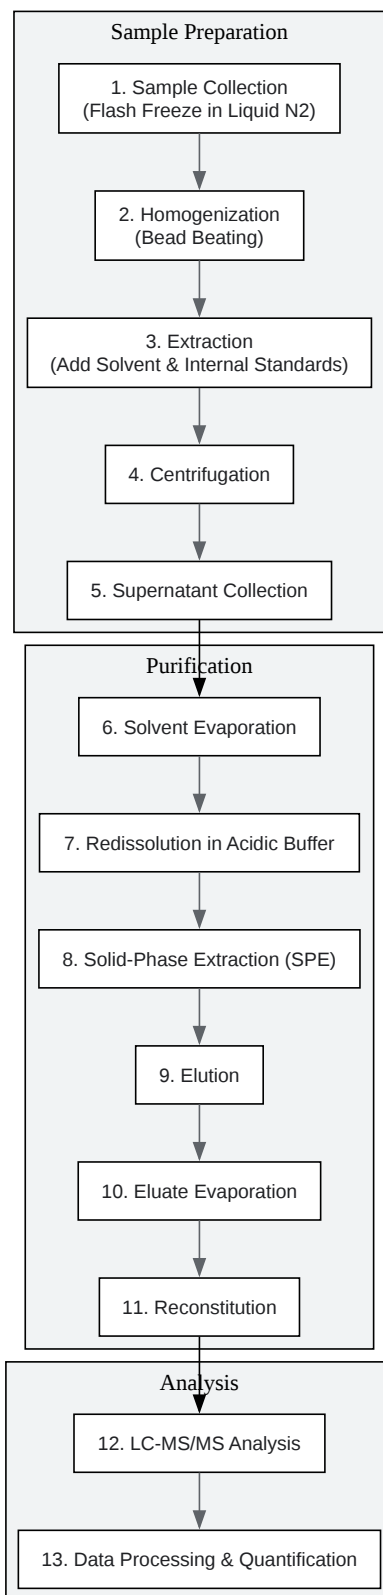 Sample Preparation
1. Sample Collection
(Flash Freeze in Liquid N2)
2. Homogenization
(Bead Beating)
3. Extraction
(Add Solvent & Internal Standards)
4. Centrifugation
5. Supernatant Collection
Purification
6. Solvent Evaporation
7. Redissolution in Acidic Buffer
8. Solid-Phase Extraction (SPE)
9. Elution
10. Eluate Evaporation
11. Reconstitution
Analysis
12. LC-MS/MS Analysis
13. Data Processing & Quantification